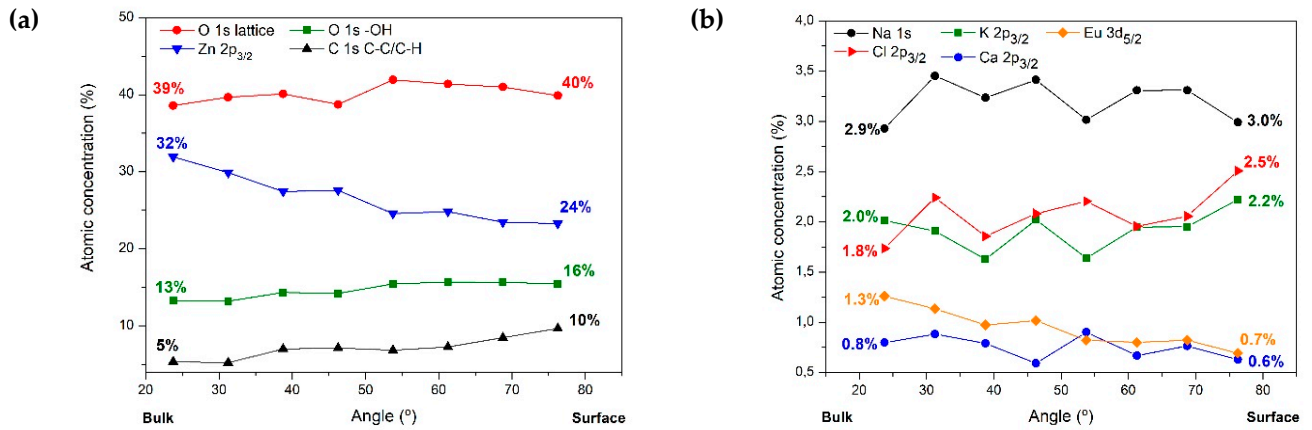 (a)
O 1s lattice
O 1s -OH
Zn 2p3/2
C 1s C-C/C-H
Atomic concentration (%)
50
40
30
20
10
39%
40%
32%
24%
13%
16%
5%
10%
20 30 40 50 60 70 80
Bulk
Angle (º)
Surface
(b)
Na 1s
K 2p3/2
Eu 3d5/2
Cl 2p3/2
Ca 2p3/2
Atomic concentration (%)
4,0
3,5
3,0
2,5
2,0
1,5
1,0
0,5
2.9%
3.0%
2.5%
2.0%
2.2%
1.8%
1.3%
0.7%
0.8%
0.6%
20 30 40 50 60 70 80
Bulk
Angle (º)
Surface